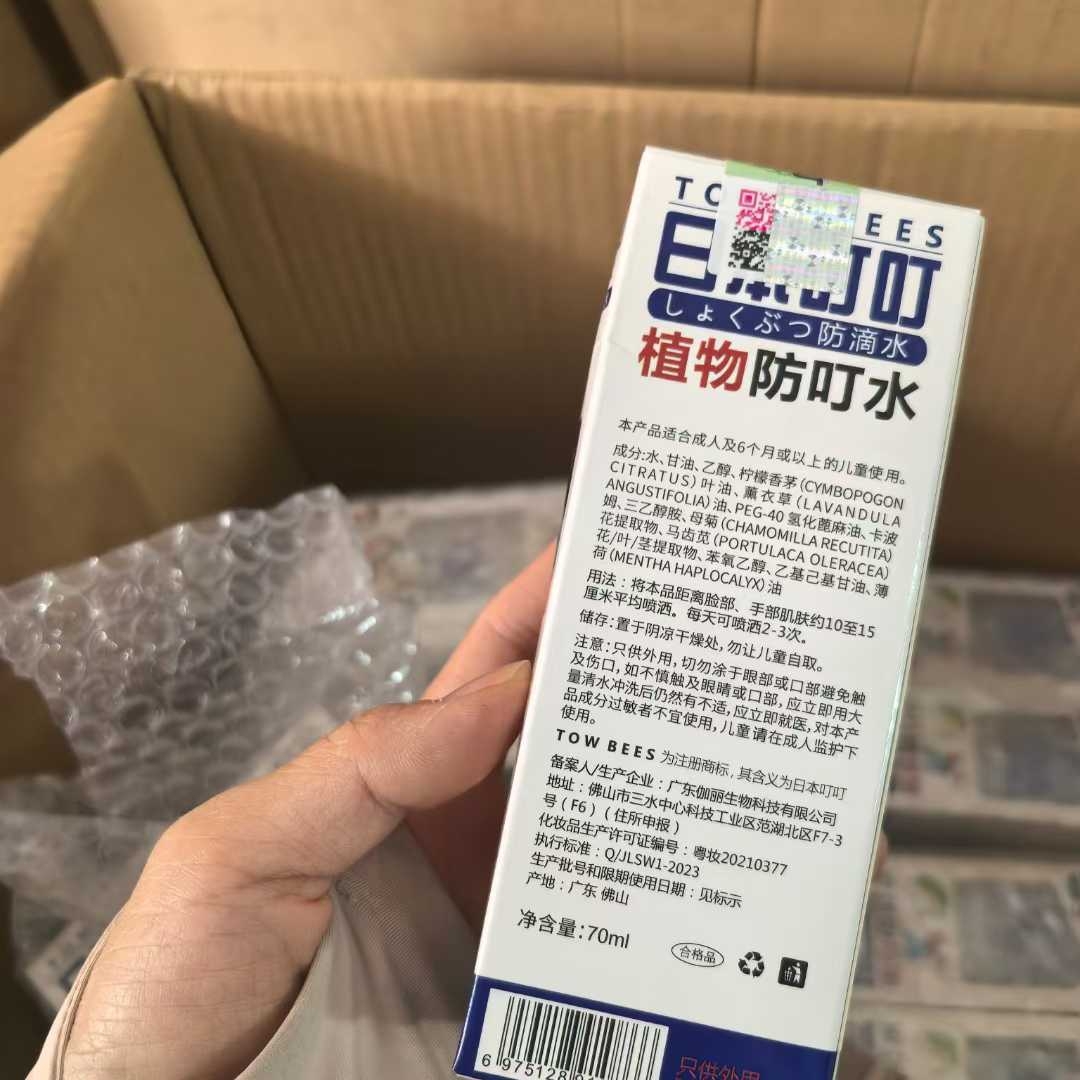 TO EES
日本叮叮
しょくぶつ防滴水
植物防叮水
本产品适合成人及6个月或以上的儿童使用。
成分:水、甘油、乙醇、柠檬香茅(CYMBOPOGON
CITRATUS)叶油、薰衣草(LAVANDULA
ANGUSTIFOLIA)油、PEG-40氢化蓖麻油、卡波
姆、三乙醇胺、母菊(CHAMOMILLA RECUTITA)
花提取物、马齿苋(PORTULACA OLERACEA)
花/叶/茎提取物、苯氧乙醇、乙基己基甘油、薄
荷(MENTHA HAPLOCALYX)油
用法：将本品距离脸部、手部肌肤约10至15
厘米平均喷洒。每天可喷洒2-3次。
储存：置于阴凉干燥处，勿让儿童自取。
注意：只供外用，切勿涂于眼部或口部避免触
及伤口，如不慎触及眼睛或口部，应立即用大
量清水冲洗后仍然有不适，应立即就医，对本产
品成分过敏者不宜使用，儿童请在成人监护下
使用。
TOW BEES 为注册商标，其含义为日本叮叮
备案人/生产企业：广东伽丽生物科技有限公司
地址：佛山市三水中心科技工业区范湖北区F7-3
号（F6）（住所申报）
化妆品生产许可证编号：粤妆20210377
执行标准：Q/JLSW1-2023
生产批号和限期使用日期：见标示
产地：广东 佛山
净含量:70ml
合格品
6 975128
只供外用